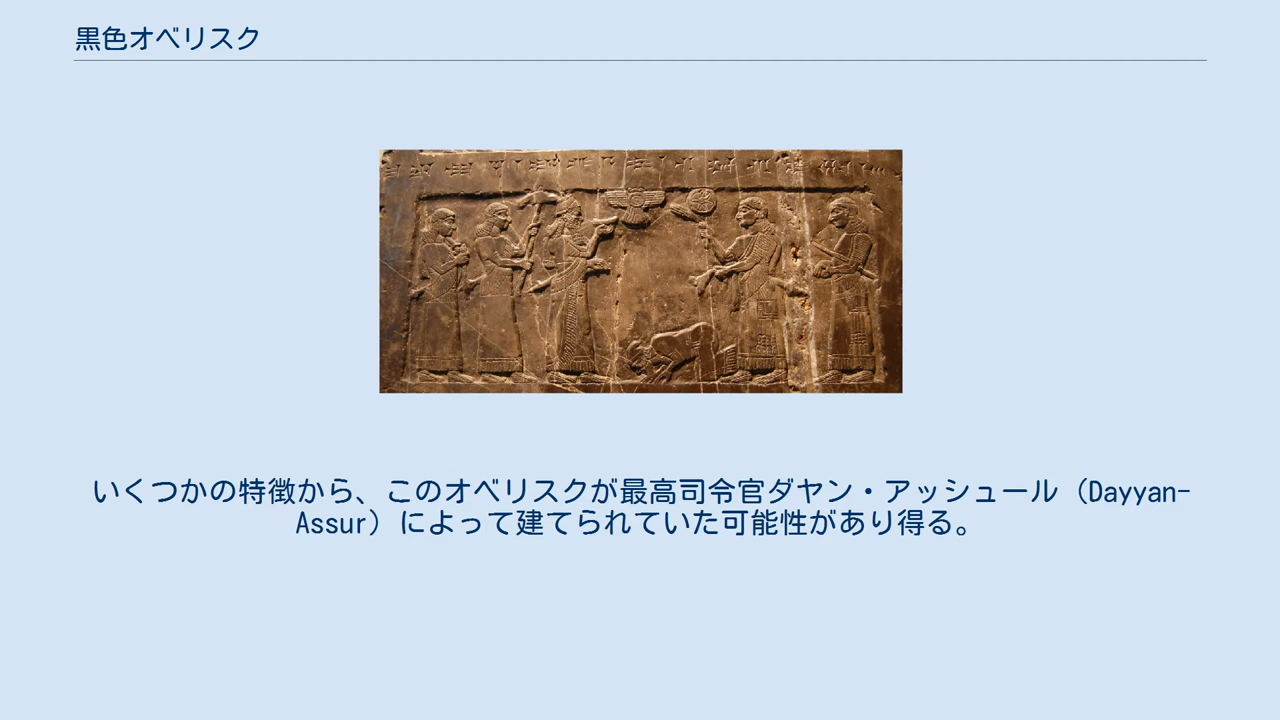 黒色オベリスク
いくつかの特徴から、このオベリスクが最高司令官ダヤン・アッシュール（Dayyan-
Assur）によって建てられていた可能性があり得る。